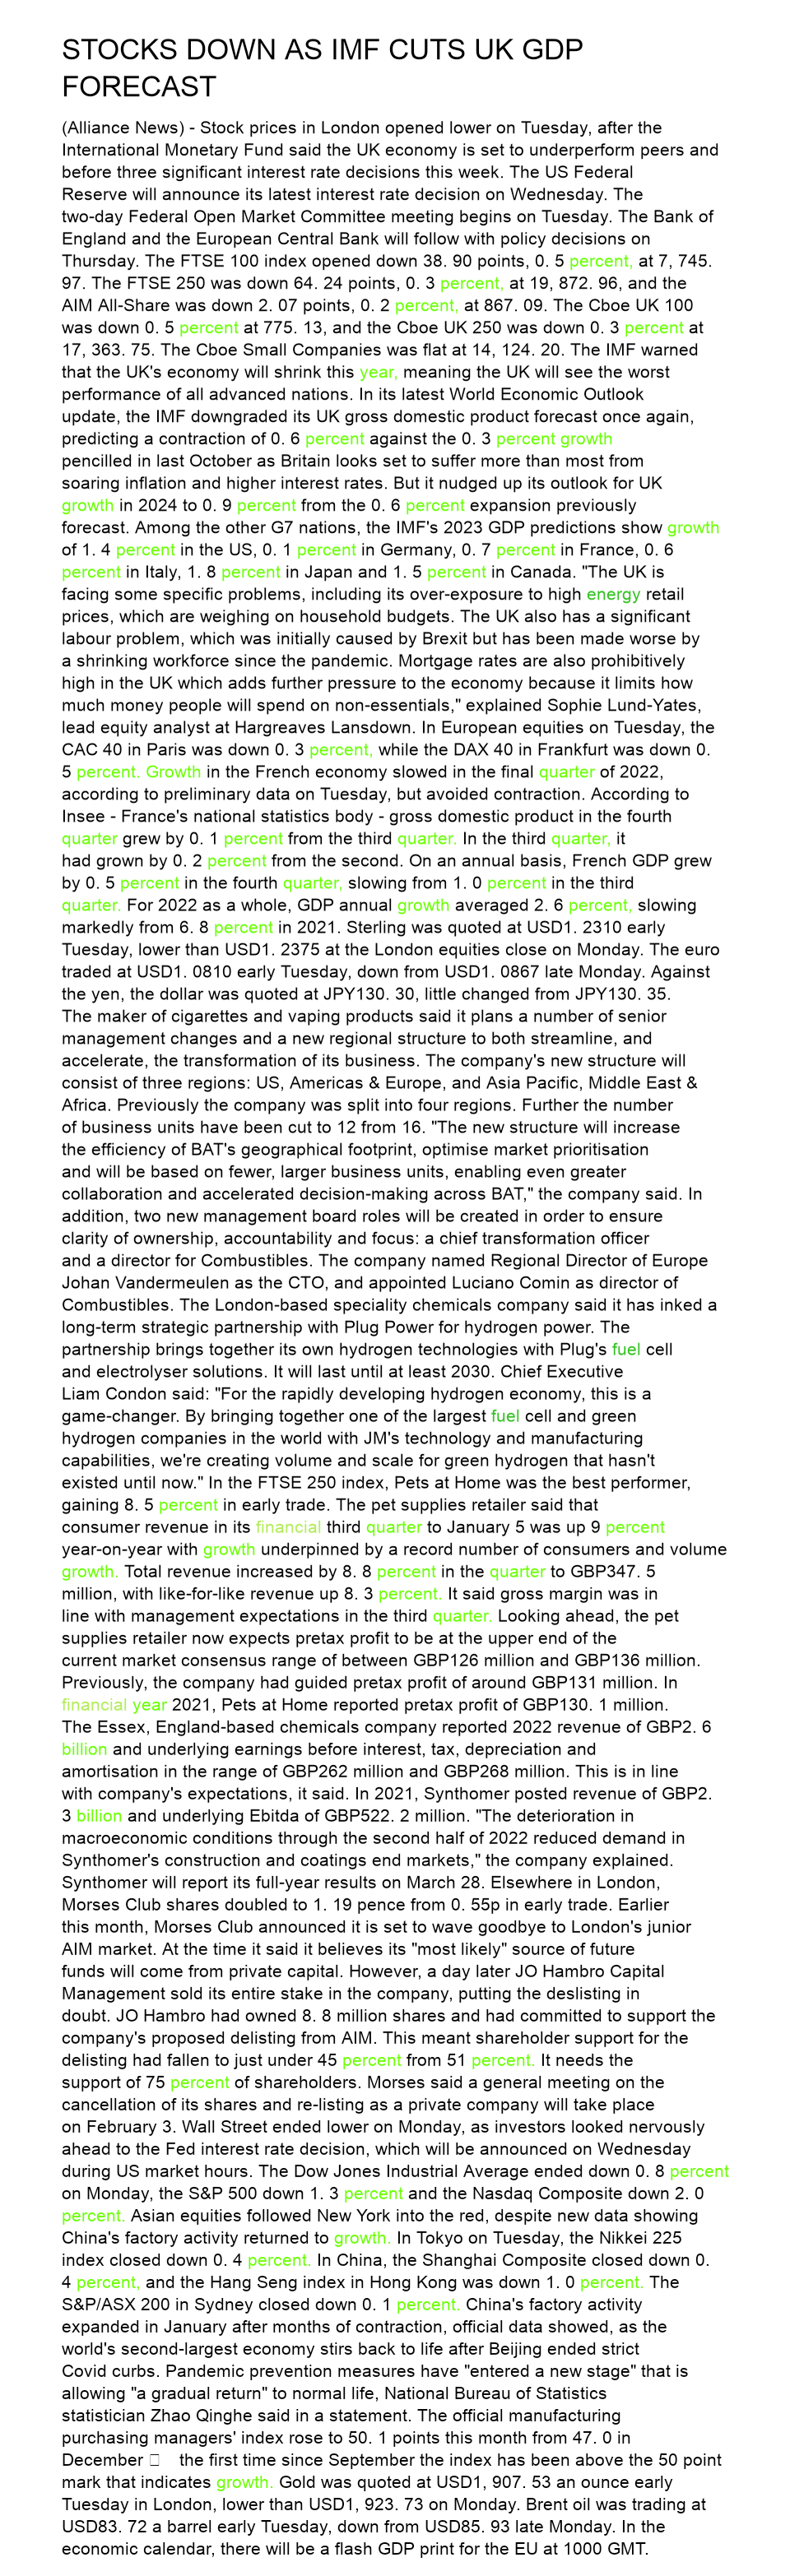 STOCKS DOWN AS IMF CUTS UK GDP
FORECAST
(Alliance News) - Stock prices in London opened lower on Tuesday, after the
International Monetary Fund said the UK economy is set to underperform peers and
before three significant interest rate decisions this week. The US Federal
Reserve will announce its latest interest rate decision on Wednesday. The
two-day Federal Open Market Committee meeting begins on Tuesday. The Bank of
England and the European Central Bank will follow with policy decisions on
Thursday. The FTSE 100 index opened down 38. 90 points, 0. 5 percent, at 7, 745.
97. The FTSE 250 was down 64. 24 points, 0. 3 percent, at 19, 872. 96, and the
AIM All-Share was down 2. 07 points, 0. 2 percent, at 867. 09. The Cboe UK 100
was down 0. 5 percent at 775. 13, and the Cboe UK 250 was down 0. 3 percent at
17, 363. 75. The Cboe Small Companies was flat at 14, 124. 20. The IMF warned
that the UK's economy will shrink this year, meaning the UK will see the worst
performance of all advanced nations. In its latest World Economic Outlook
update, the IMF downgraded its UK gross domestic product forecast once again,
predicting a contraction of 0. 6 percent against the 0. 3 percent growth
pencilled in last October as Britain looks set to suffer more than most from
soaring inflation and higher interest rates. But it nudged up its outlook for UK
growth in 2024 to 0. 9 percent from the 0. 6 percent expansion previously
forecast. Among the other G7 nations, the IMF's 2023 GDP predictions show growth
of 1. 4 percent in the US, 0. 1 percent in Germany, 0. 7 percent in France, 0. 6
percent in Italy, 1. 8 percent in Japan and 1. 5 percent in Canada. "The UK is
facing some specific problems, including its over-exposure to high energy retail
prices, which are weighing on household budgets. The UK also has a significant
labour problem, which was initially caused by Brexit but has been made worse by
a shrinking workforce since the pandemic. Mortgage rates are also prohibitively
high in the UK which adds further pressure to the economy because it limits how
much money people will spend on non-essentials," explained Sophie Lund-Yates,
lead equity analyst at Hargreaves Lansdown. In European equities on Tuesday, the
CAC 40 in Paris was down 0. 3 percent, while the DAX 40 in Frankfurt was down 0.
5 percent. Growth in the French economy slowed in the final quarter of 2022,
according to preliminary data on Tuesday, but avoided contraction. According to
Insee - France's national statistics body - gross domestic product in the fourth
quarter grew by 0. 1 percent from the third quarter. In the third quarter, it
had grown by 0. 2 percent from the second. On an annual basis, French GDP grew
by 0. 5 percent in the fourth quarter, slowing from 1. 0 percent in the third
quarter. For 2022 as a whole, GDP annual growth averaged 2. 6 percent, slowing
markedly from 6. 8 percent in 2021. Sterling was quoted at USD1. 2310 early
Tuesday, lower than USD1. 2375 at the London equities close on Monday. The euro
traded at USD1. 0810 early Tuesday, down from USD1. 0867 late Monday. Against
the yen, the dollar was quoted at JPY130. 30, little changed from JPY130. 35.
The maker of cigarettes and vaping products said it plans a number of senior
management changes and a new regional structure to both streamline, and
accelerate, the transformation of its business. The company's new structure will
consist of three regions: US, Americas & Europe, and Asia Pacific, Middle East &
Africa. Previously the company was split into four regions. Further the number
of business units have been cut to 12 from 16. "The new structure will increase
the efficiency of BAT's geographical footprint, optimise market prioritisation
and will be based on fewer, larger business units, enabling even greater
collaboration and accelerated decision-making across BAT," the company said. In
addition, two new management board roles will be created in order to ensure
clarity of ownership, accountability and focus: a chief transformation officer
and a director for Combustibles. The company named Regional Director of Europe
Johan Vandermeulen as the CTO, and appointed Luciano Comin as director of
Combustibles. The London-based speciality chemicals company said it has inked a
long-term strategic partnership with Plug Power for hydrogen power. The
partnership brings together its own hydrogen technologies with Plug's fuel cell
and electrolyser solutions. It will last until at least 2030. Chief Executive
Liam Condon said: "For the rapidly developing hydrogen economy, this is a
game-changer. By bringing together one of the largest fuel cell and green
hydrogen companies in the world with JM's technology and manufacturing
capabilities, we're creating volume and scale for green hydrogen that hasn't
existed until now." In the FTSE 250 index, Pets at Home was the best performer,
gaining 8. 5 percent in early trade. The pet supplies retailer said that
consumer revenue in its financial third quarter to January 5 was up 9 percent
year-on-year with growth underpinned by a record number of consumers and volume
growth. Total revenue increased by 8. 8 percent in the quarter to GBP347. 5
million, with like-for-like revenue up 8. 3 percent. It said gross margin was in
line with management expectations in the third quarter. Looking ahead, the pet
supplies retailer now expects pretax profit to be at the upper end of the
current market consensus range of between GBP126 million and GBP136 million.
Previously, the company had guided pretax profit of around GBP131 million. In
financial year 2021, Pets at Home reported pretax profit of GBP130. 1 million.
The Essex, England-based chemicals company reported 2022 revenue of GBP2. 6
billion and underlying earnings before interest, tax, depreciation and
amortisation in the range of GBP262 million and GBP268 million. This is in line
with company's expectations, it said. In 2021, Synthomer posted revenue of GBP2.
3 billion and underlying Ebitda of GBP522. 2 million. "The deterioration in
macroeconomic conditions through the second half of 2022 reduced demand in
Synthomer's construction and coatings end markets," the company explained.
Synthomer will report its full-year results on March 28. Elsewhere in London,
Morses Club shares doubled to 1. 19 pence from 0. 55p in early trade. Earlier
this month, Morses Club announced it is set to wave goodbye to London's junior
AIM market. At the time it said it believes its "most likely" source of future
funds will come from private capital. However, a day later JO Hambro Capital
Management sold its entire stake in the company, putting the deslisting in
doubt. JO Hambro had owned 8. 8 million shares and had committed to support the
company's proposed delisting from AIM. This meant shareholder support for the
delisting had fallen to just under 45 percent from 51 percent. It needs the
support of 75 percent of shareholders. Morses said a general meeting on the
cancellation of its shares and re-listing as a private company will take place
on February 3. Wall Street ended lower on Monday, as investors looked nervously
ahead to the Fed interest rate decision, which will be announced on Wednesday
during US market hours. The Dow Jones Industrial Average ended down 0. 8 percent
on Monday, the S&P 500 down 1. 3 percent and the Nasdaq Composite down 2. 0
percent. Asian equities followed New York into the red, despite new data showing
China's factory activity returned to growth. In Tokyo on Tuesday, the Nikkei 225
index closed down 0. 4 percent. In China, the Shanghai Composite closed down 0.
4 percent, and the Hang Seng index in Hong Kong was down 1. 0 percent. The
S&P/ASX 200 in Sydney closed down 0. 1 percent. China's factory activity
expanded in January after months of contraction, official data showed, as the
world's second-largest economy stirs back to life after Beijing ended strict
Covid curbs. Pandemic prevention measures have "entered a new stage" that is
allowing "a gradual return" to normal life, National Bureau of Statistics
statistician Zhao Qinghe said in a statement. The official manufacturing
purchasing managers' index rose to 50. 1 points this month from 47. 0 in
December the first time since September the index has been above the 50 point
mark that indicates growth. Gold was quoted at USD1, 907. 53 an ounce early
Tuesday in London, lower than USD1, 923. 73 on Monday. Brent oil was trading at
USD83. 72 a barrel early Tuesday, down from USD85. 93 late Monday. In the
economic calendar, there will be a flash GDP print for the EU at 1000 GMT.